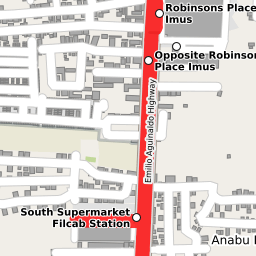 Robinsons Place
Imus
Opposite Robinsons
Place Imus
Emilio Aguinaldo Highway
South Supermarket
Filcab Station
Anabu